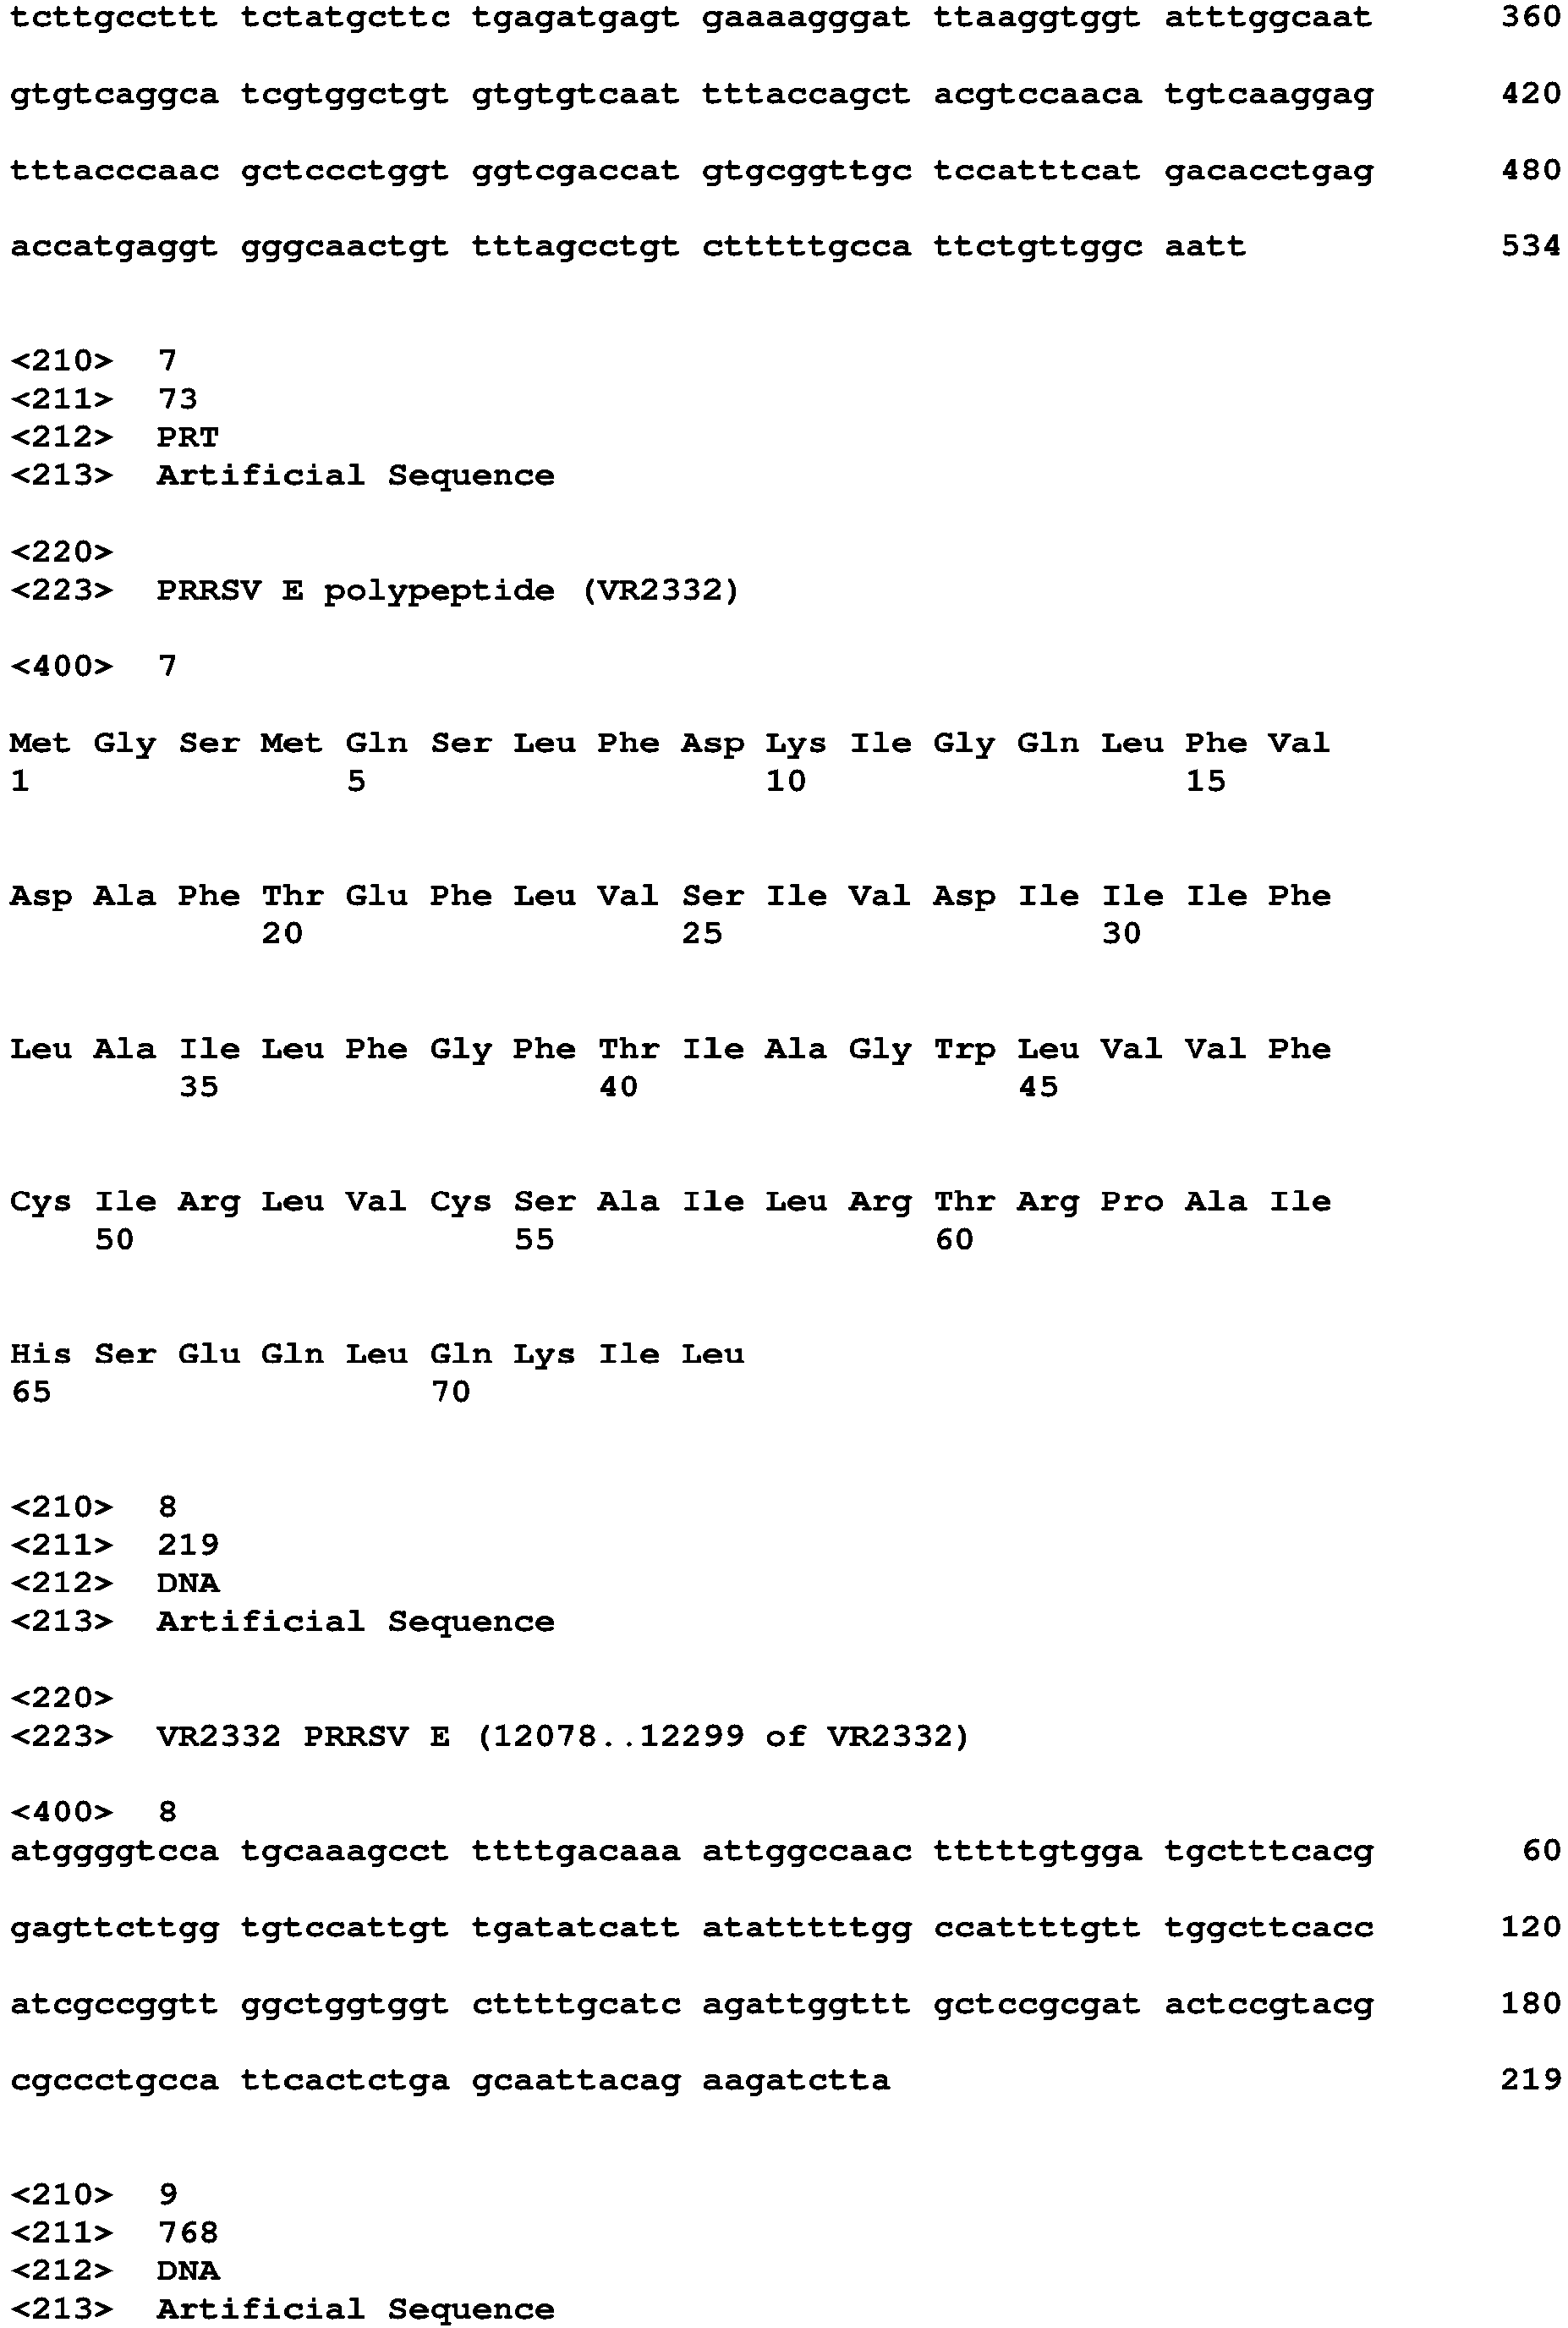 tcttgccttt tctatgcttc tgagatgagt gaaaagggat ttaaggtggt atttggcaat 360
gtgtcaggca tcgtggctgt gtgtgtcaat tttaccagct acgtccaaca tgtcaaggag 420
tttacccaac gctccctggt ggtcgaccat gtgcggttgc tccatttcat gacacctgag 480
accatgaggt gggcaactgt tttagcctgt ctttttgcca ttctgttggc aatt 534
<210> 7
<211> 73
<212> PRT
<213> Artificial Sequence
<220>
<223> PRRSV E polypeptide (VR2332)
<400> 7
Met Gly Ser Met Gln Ser Leu Phe Asp Lys Ile Gly Gln Leu Phe Val
1 5 10 15
Asp Ala Phe Thr Glu Phe Leu Val Ser Ile Val Asp Ile Ile Ile Phe
20 25 30
Leu Ala Ile Leu Phe Gly Phe Thr Ile Ala Gly Trp Leu Val Val Phe
35 40 45
Cys Ile Arg Leu Val Cys Ser Ala Ile Leu Arg Thr Arg Pro Ala Ile
50 55 60
His Ser Glu Gln Leu Gln Lys Ile Leu
65 70
<210> 8
<211> 219
<212> DNA
<213> Artificial Sequence
<220>
<223> VR2332 PRRSV E (12078..12299 of VR2332)
<400> 8
atggggtcca tgcaaagcct ttttgacaaa attggccaac tttttgtgga tgctttcacg 60
gagttcttgg tgtccattgt tgatatcatt atatttttgg ccattttgtt tggcttcacc 120
atcgccggtt ggctggtggt cttttgcatc agattggttt gctccgcgat actccgtacg 180
cgccctgcca ttcactctga gcaattacag aagatctta 219
<210> 9
<211> 768
<212> DNA
<213> Artificial Sequence